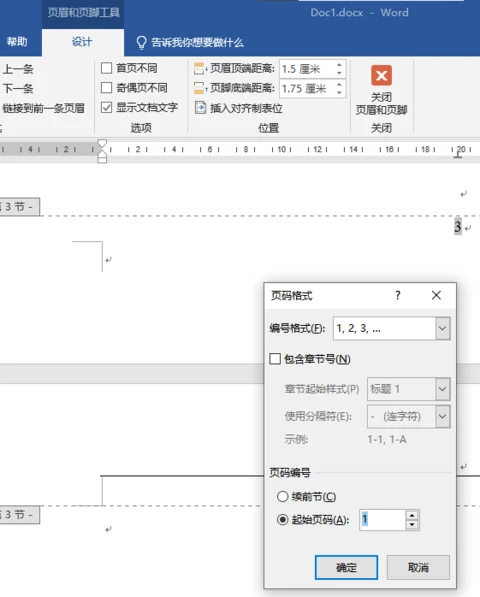 页眉和页脚工具
Doc1.docx - Word
帮助
设计
告诉我你想要做什么
上一条
下一条
链接到前一条页眉
首页不同
奇偶页不同
显示文档文字
选项
页眉顶端距离: 1.5 厘米
页脚底端距离: 1.75 厘米
插入对齐制表位
位置
关闭
页眉和页脚
关闭
4 2 2 4 6 8 10 12 14 16 18 20
3 节 -
3
页码格式 ?
编号格式(F): 1, 2, 3, ...
包含章节号(N)
章节起始样式(P) 标题 1
使用分隔符(E): - (连字符)
示例: 1-1, 1-A
页码编号
续前节(C)
起始页码(A): 1
确定 取消
3 节 -